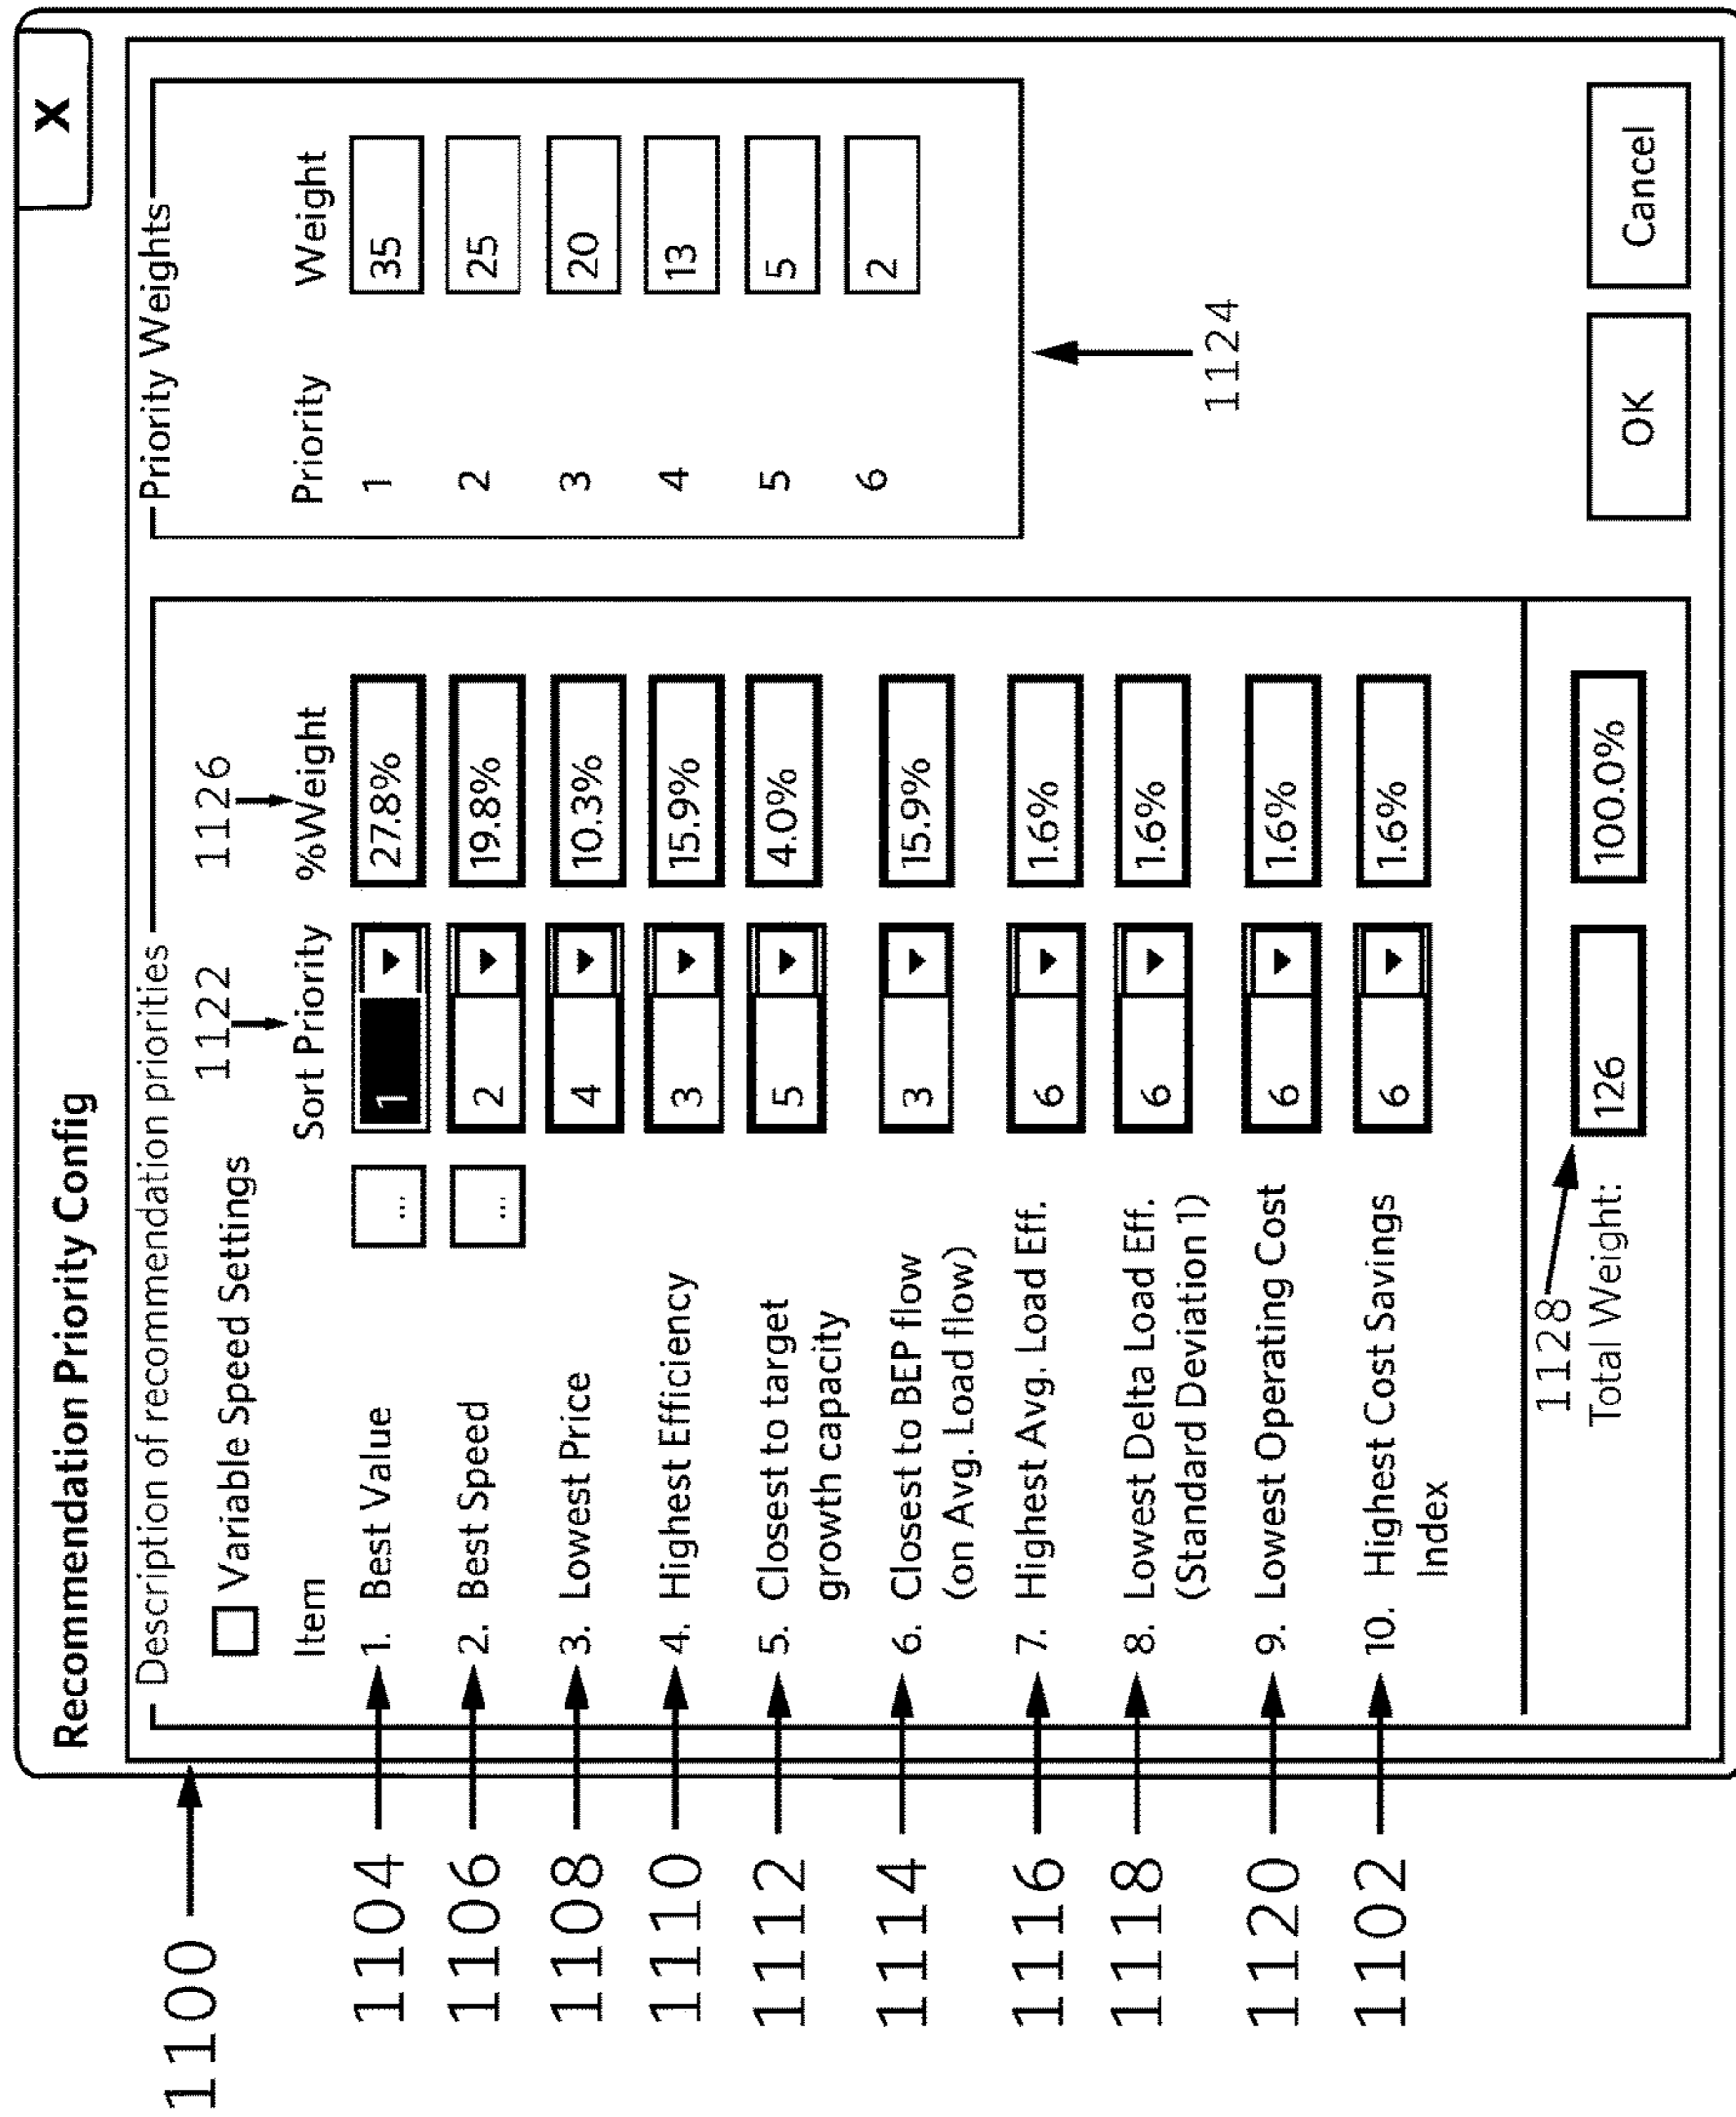 Recommendation Priority Config X
1100
Description of recommendation priorities
Variable Speed Settings 1122 1126
Item Sort Priority %Weight
1104 1. Best Value ... 1 27.8%
1106 2. Best Speed ... 2 19.8%
1108 3. Lowest Price 4 10.3%
1110 4. Highest Efficiency 3 15.9%
1112 5. Closest to target 5 4.0%
growth capacity
1114 6. Closest to BEP flow 3 15.9%
(on Avg. Load flow)
1116 7. Highest Avg. Load Eff. 6 1.6%
1118 8. Lowest Delta Load Eff. 6 1.6%
(Standard Deviation 1)
1120 9. Lowest Operating Cost 6 1.6%
1102 10. Highest Cost Savings 6 1.6%
Index
1128
Total Weight: 126 100.0%
Priority Weights
Priority Weight
1 35
2 25
3 20
4 13
5 5
6 2
1124
OK Cancel